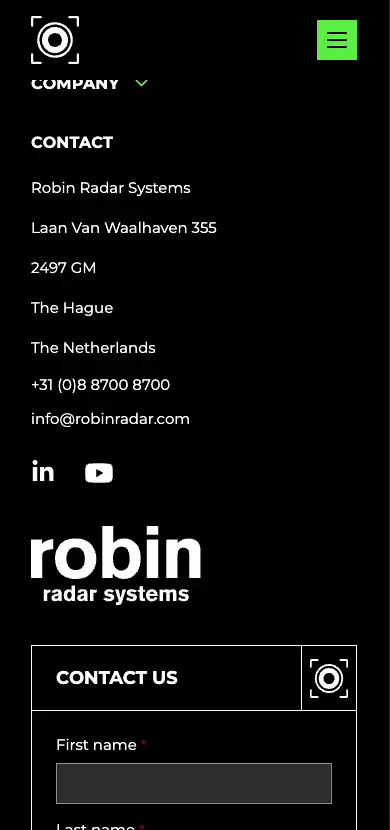 COMPANY
CONTACT
Robin Radar Systems
Laan Van Waalhaven 355
2497 GM
The Hague
The Netherlands
+31 (0)8 8700 8700
info@robinradar.com
in
robin
radar systems
CONTACT US
First name *
Last name *